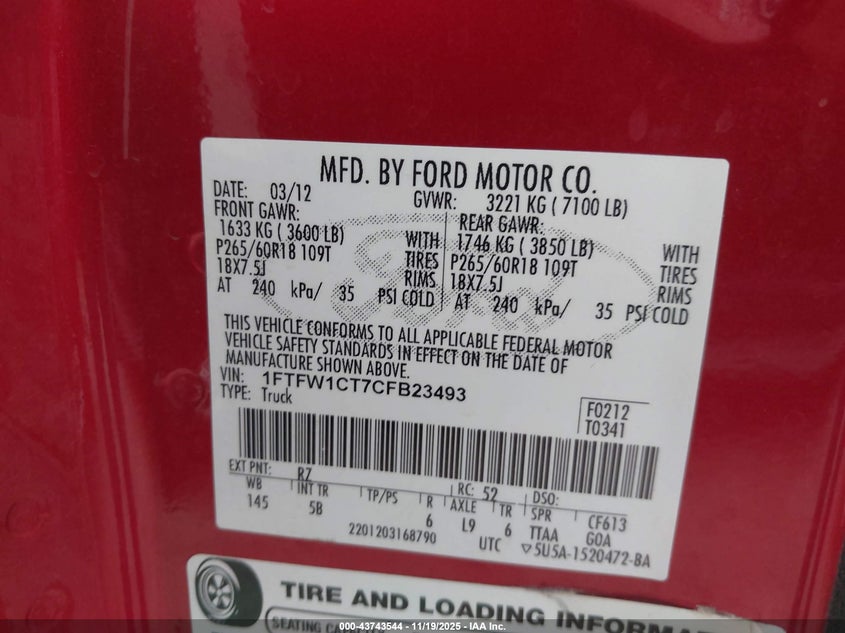 MFD. BY FORD MOTOR CO.
DATE: 03/12 GVWR: 3221 KG ( 7100 LB)
FRONT GAWR: REAR GAWR:
1633 KG ( 3600 LB) WITH 1746 KG ( 3850 LB) WITH
P265/60R18 109T TIRES P265/60R18 109T TIRES
18X7.5J RIMS 18X7.5J RIMS
AT 240 kPa/ 35 PSI COLD AT 240 kPa/ 35 PSI COLD
Ford
THIS VEHICLE CONFORMS TO ALL APPLICABLE FEDERAL MOTOR
VEHICLE SAFETY STANDARDS IN EFFECT ON THE DATE OF
MANUFACTURE SHOWN ABOVE.
VIN: 1FTFW1CT7CFB23493
TYPE: Truck
F0212
T0341
EXT PNT: RZ RC: 52 DSO:
WB INT TR TP/PS R AXLE TR SPR CF613
145 5B 6 L9 6 TTAA GOA
2201203168790 UTC ▽5U5A-1520472-BA
TIRE AND LOADING INFORMA
SEATING
000-43743544 — 11/19/2025 — IAA Inc.